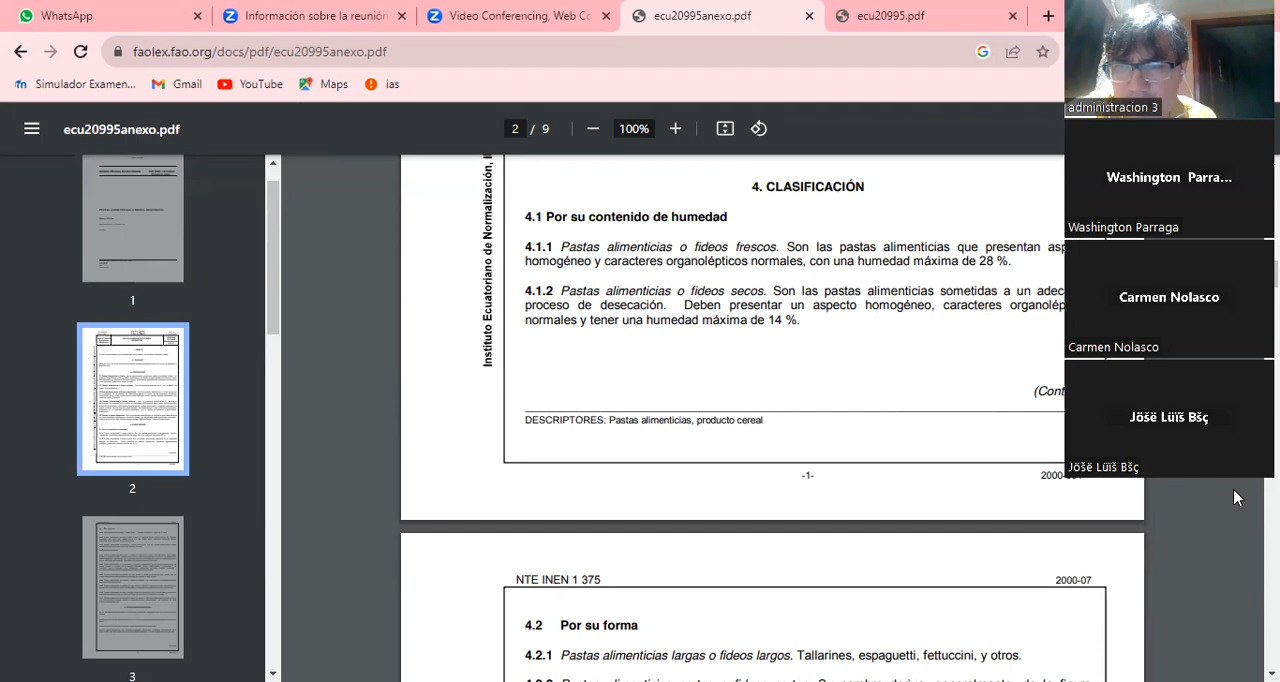 WhatsApp
Información sobre la reunión
Video Conferencing, Web Co
ecu20995anexo.pdf
ecu20995.pdf
faolex.fao.org/docs/pdf/ecu20995anexo.pdf
Simulador Examen...
Gmail
YouTube
Maps
ias
ecu20995anexo.pdf
2 / 9
100%
1
2
3
Instituto Ecuatoriano de Normalización,
4. CLASIFICACIÓN
4.1 Por su contenido de humedad
4.1.1 Pastas alimenticias o fideos frescos. Son las pastas alimenticias que presentan asp
homogéneo y caracteres organolépticos normales, con una humedad máxima de 28 %.
4.1.2 Pastas alimenticias o fideos secos. Son las pastas alimenticias sometidas a un adec
proceso de desecación. Deben presentar un aspecto homogéneo, caracteres organolép
normales y tener una humedad máxima de 14 %.
(Cont
DESCRIPTORES: Pastas alimenticias, producto cereal
-1-
2000-
NTE INEN 1 375
2000-07
4.2 Por su forma
4.2.1 Pastas alimenticias largas o fideos largos. Tallarines, espaguetti, fettuccini, y otros.
administracion 3
Washington Parra...
Washington Parraga
Carmen Nolasco
Carmen Nolasco
Jösë Lüïš Bšç
Jösë Lüïš Bšç